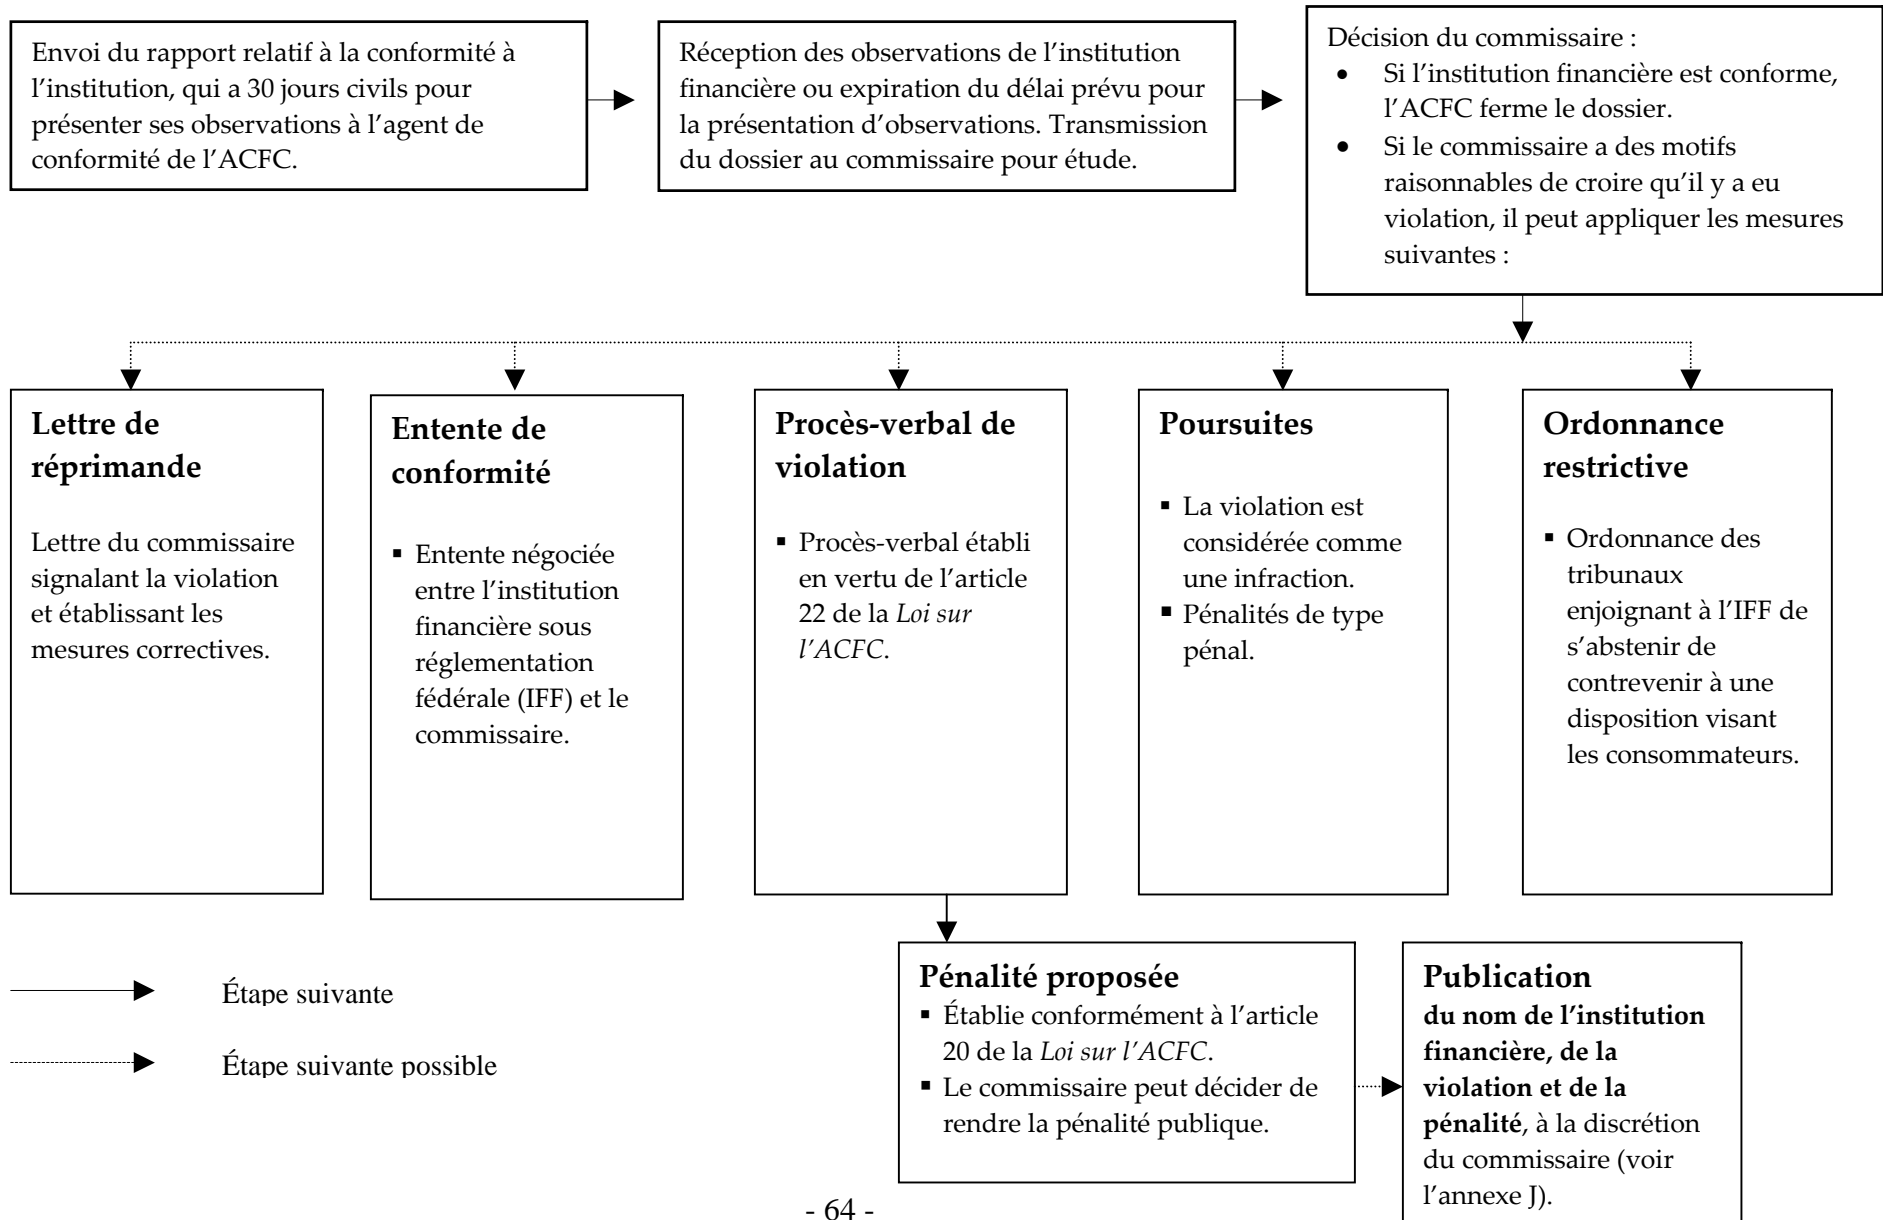 Envoi du rapport relatif à la conformité à
l’institution, qui a 30 jours civils pour
présenter ses observations à l’agent de
conformité de l’ACFC.
Réception des observations de l’institution
financière ou expiration du délai prévu pour
la présentation d’observations. Transmission
du dossier au commissaire pour étude.
Décision du commissaire :
• Si l’institution financière est conforme,
l’ACFC ferme le dossier.
• Si le commissaire a des motifs
raisonnables de croire qu’il y a eu
violation, il peut appliquer les mesures
suivantes :
Lettre de
réprimande
Lettre du commissaire
signalant la violation
et établissant les
mesures correctives.
Entente de
conformité
▪ Entente négociée
entre l’institution
financière sous
réglementation
fédérale (IFF) et le
commissaire.
Procès-verbal de
violation
▪ Procès-verbal établi
en vertu de l’article
22 de la Loi sur
l’ACFC.
Poursuites
▪ La violation est
considérée comme
une infraction.
▪ Pénalités de type
pénal.
Ordonnance
restrictive
▪ Ordonnance des
tribunaux
enjoignant à l’IFF de
s’abstenir de
contrevenir à une
disposition visant
les consommateurs.
Étape suivante
Étape suivante possible
Pénalité proposée
▪ Établie conformément à l’article
20 de la Loi sur l’ACFC.
▪ Le commissaire peut décider de
rendre la pénalité publique.
Publication
du nom de l’institution
financière, de la
violation et de la
pénalité, à la discrétion
du commissaire (voir
l’annexe J).
- 64 -